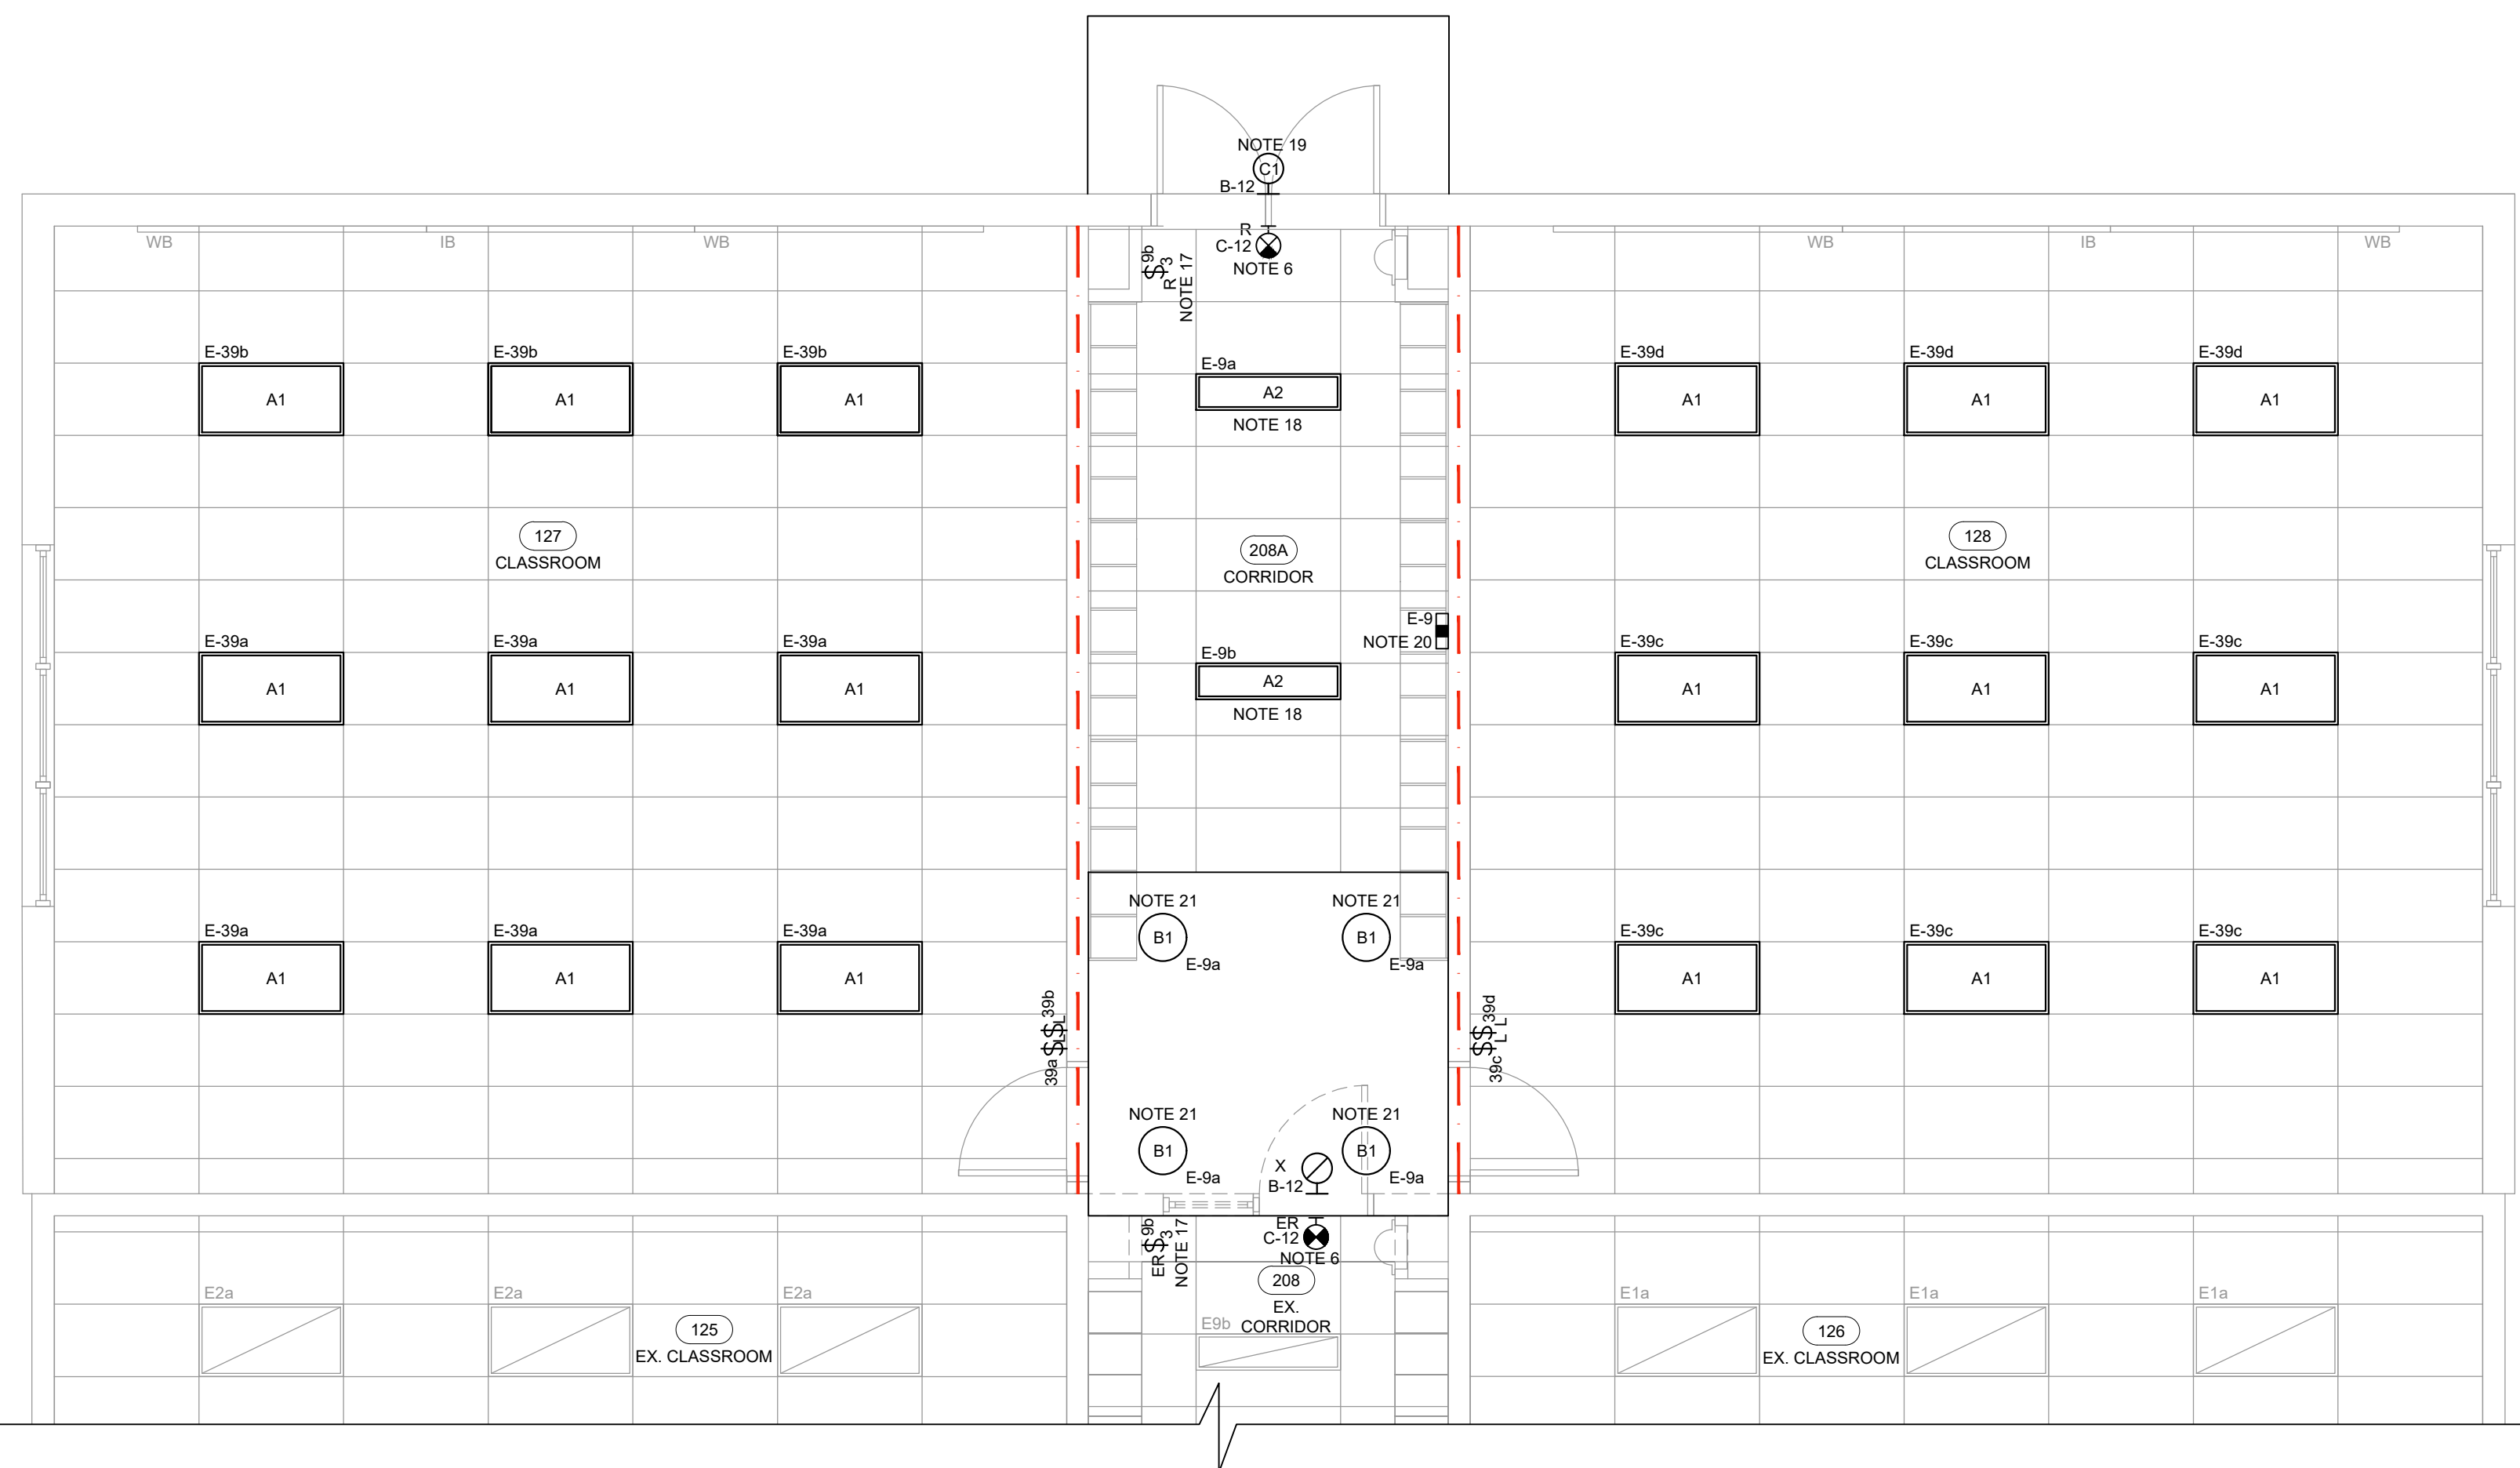 NOTE 19
C1
B-12
R
C-12
NOTE 6
WB
IB
WB
9b
$
3
R
NOTE 17
WB
IB
WB
E-39b
E-39b
E-39b
E-9a
E-39d
E-39d
E-39d
A1
A1
A1
A2
A1
A1
A1
NOTE 18
127
CLASSROOM
208A
CORRIDOR
128
CLASSROOM
E-9
NOTE 20
E-39a
E-39a
E-39a
E-9b
E-39c
E-39c
E-39c
A1
A1
A1
A2
A1
A1
A1
NOTE 18
NOTE 21
NOTE 21
E-39a
E-39a
E-39a
B1
B1
E-39c
E-39c
E-39c
E-9a
E-9a
A1
A1
A1
A1
A1
A1
39a$$39b
L
L
39c$$39d
L
L
NOTE 21
NOTE 21
B1
B1
X
B-12
E-9a
E-9a
ER
C-12
NOTE 6
ER$9b
3
NOTE 17
208
EX.
CORRIDOR
E2a
E2a
E2a
E9b
E1a
E1a
E1a
125
EX. CLASSROOM
126
EX. CLASSROOM